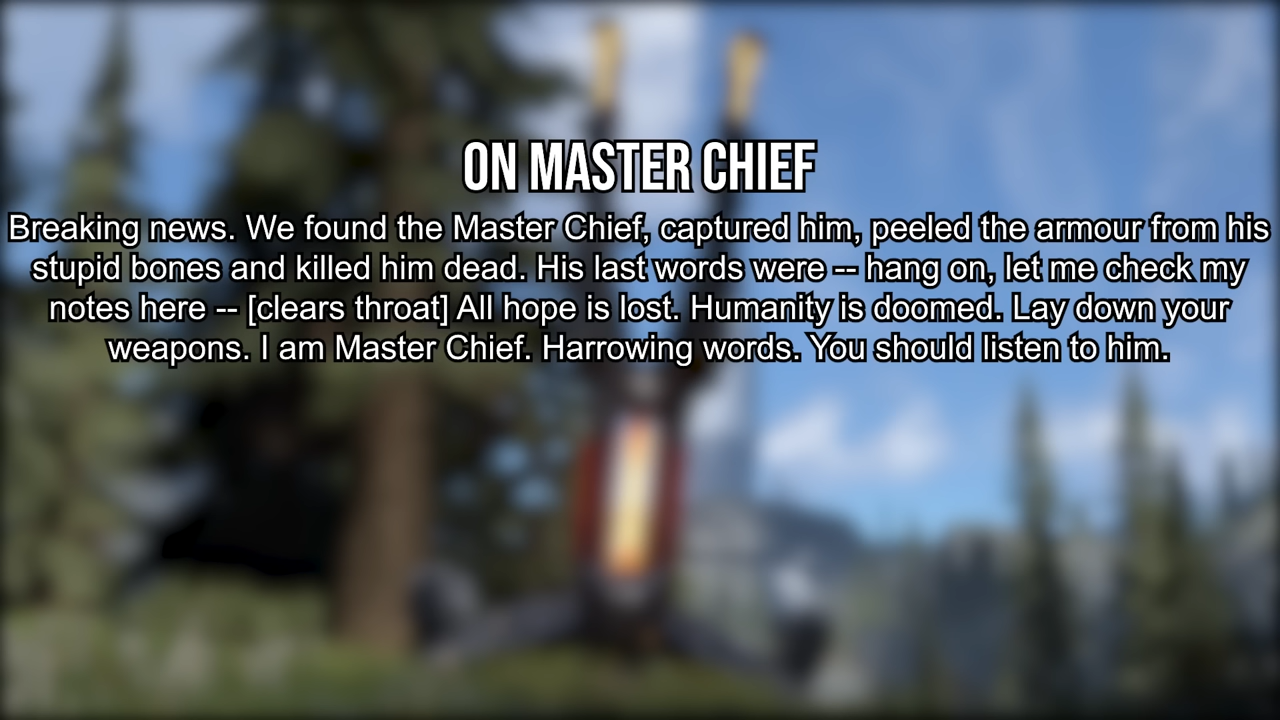 ON MASTER CHIEF
Breaking news. We found the Master Chief, captured him, peeled the armour from his
stupid bones and killed him dead. His last words were -- hang on, let me check my
notes here -- [clears throat] All hope is lost. Humanity is doomed. Lay down your
weapons. I am Master Chief. Harrowing words. You should listen to him.